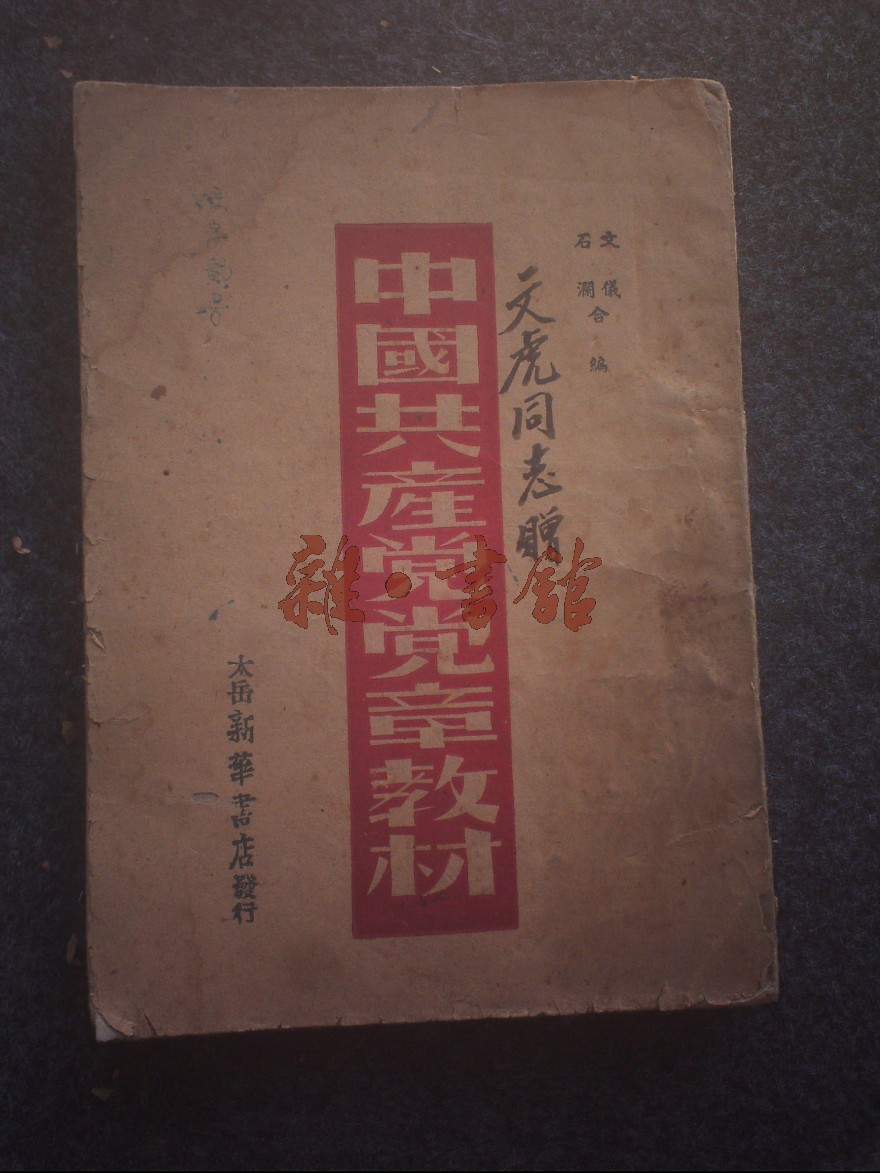 文儀
石澗
合編
文虎同志贈
中國共產党党章教材
太岳新華書店發行
雜·書館